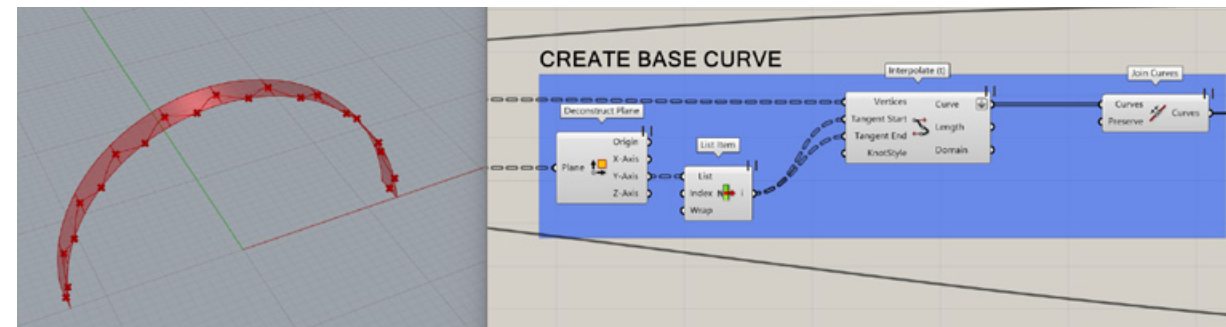 CREATE BASE CURVE
Deconstruct Plane
Plane
Origin
X-Axis
Y-Axis
Z-Axis
List Item
List
Index
Wrap
i
Interpolate (t)
Vertices
Tangent Start
Tangent End
KnotStyle
Curve
Length
Domain
Join Curves
Curves
Preserve
Curves